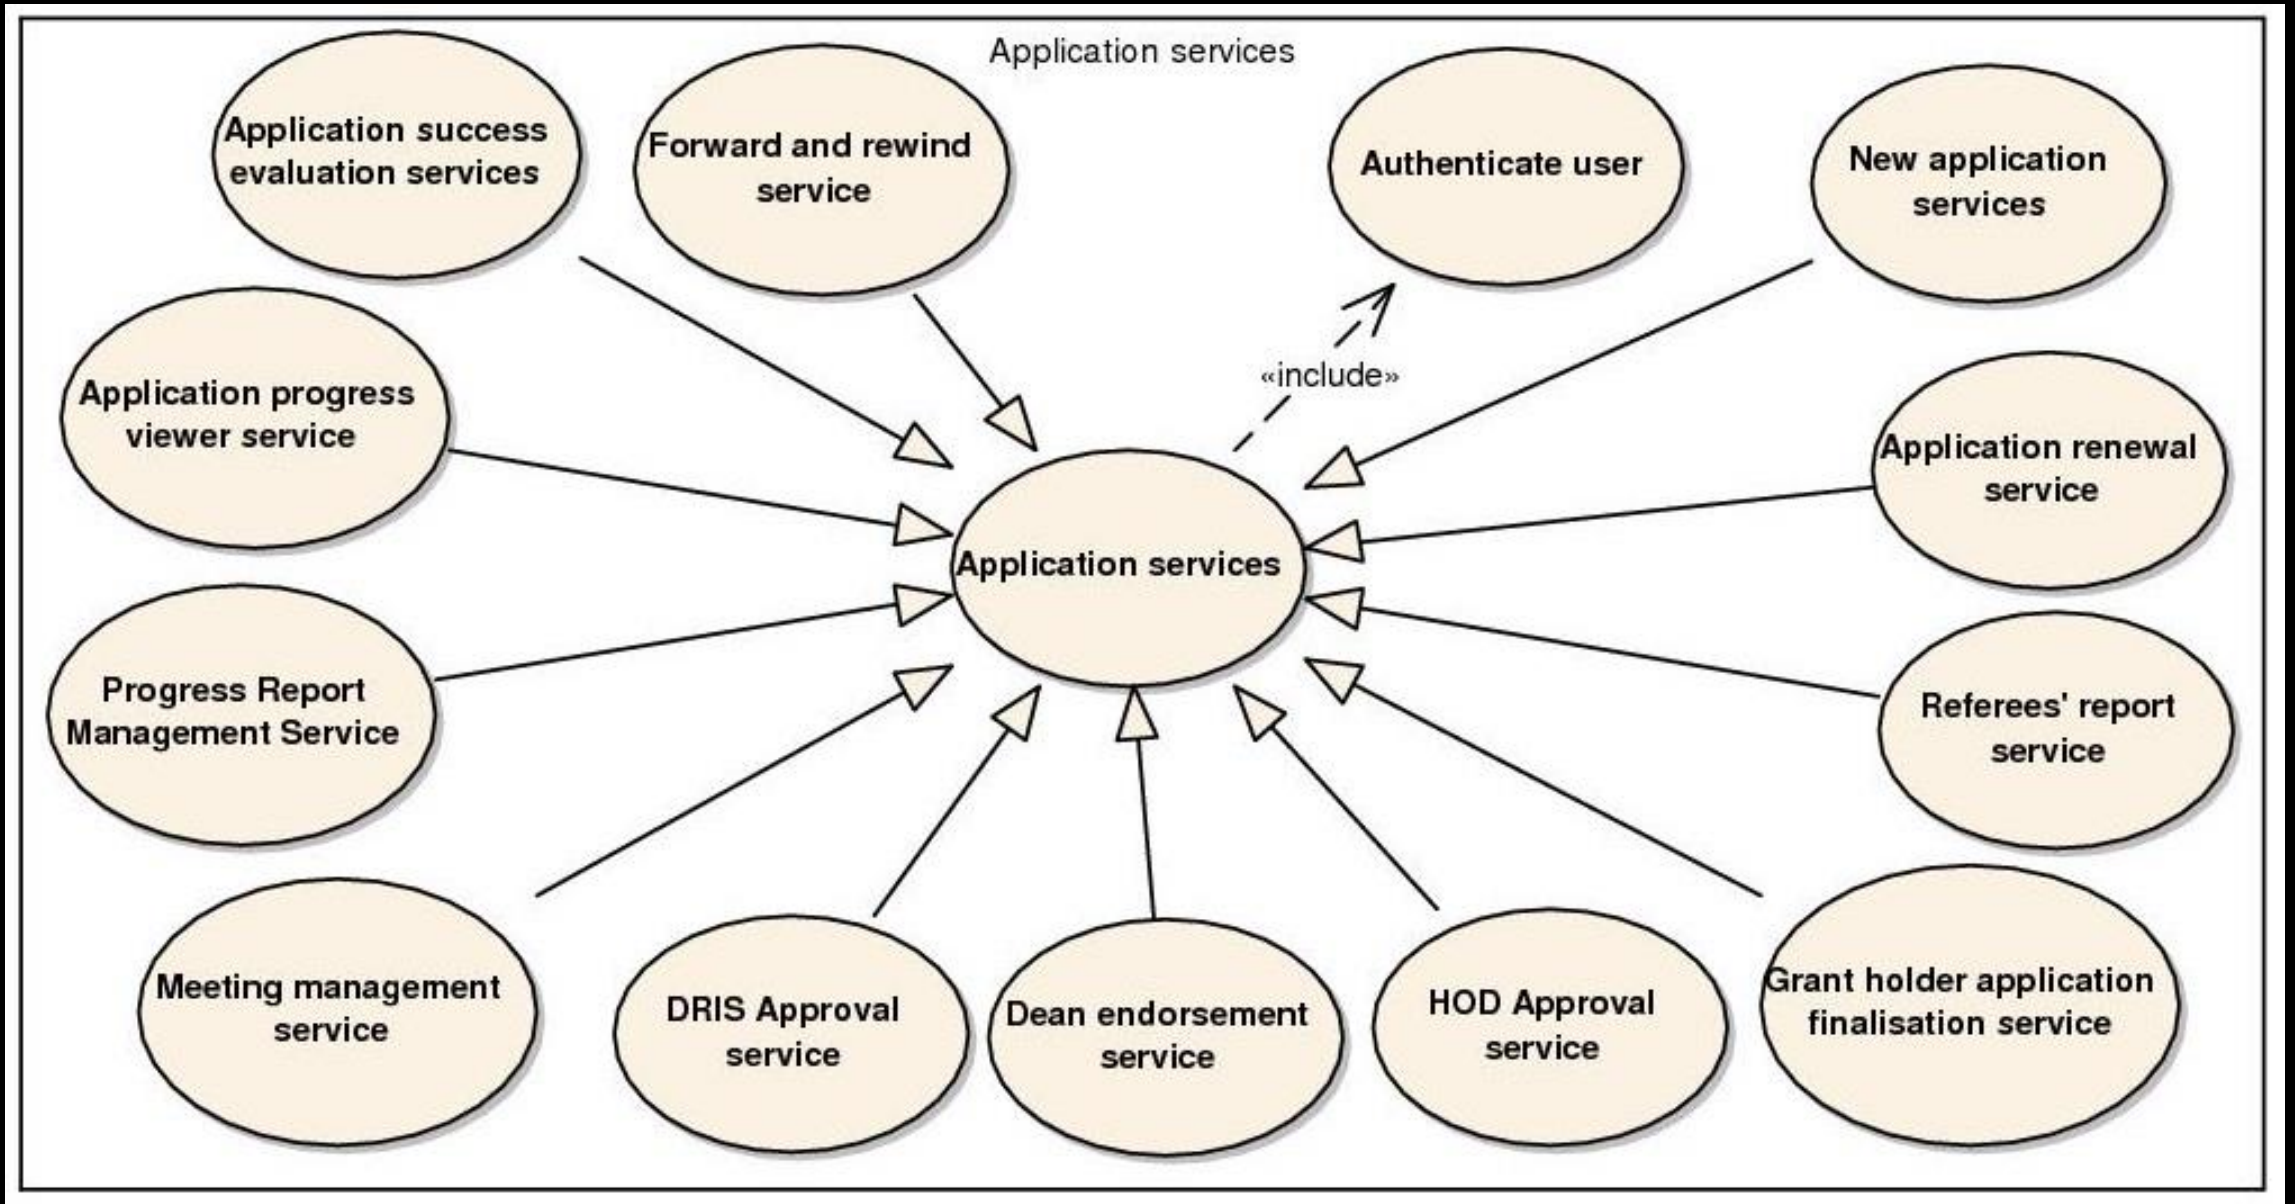 Application services
Application success
evaluation services
Forward and rewind
service
Authenticate user
New application
services
«include»
Application progress
viewer service
Application renewal
service
Application services
Progress Report
Management Service
Referees' report
service
Meeting management
service
DRIS Approval
service
Dean endorsement
service
HOD Approval
service
Grant holder application
finalisation service